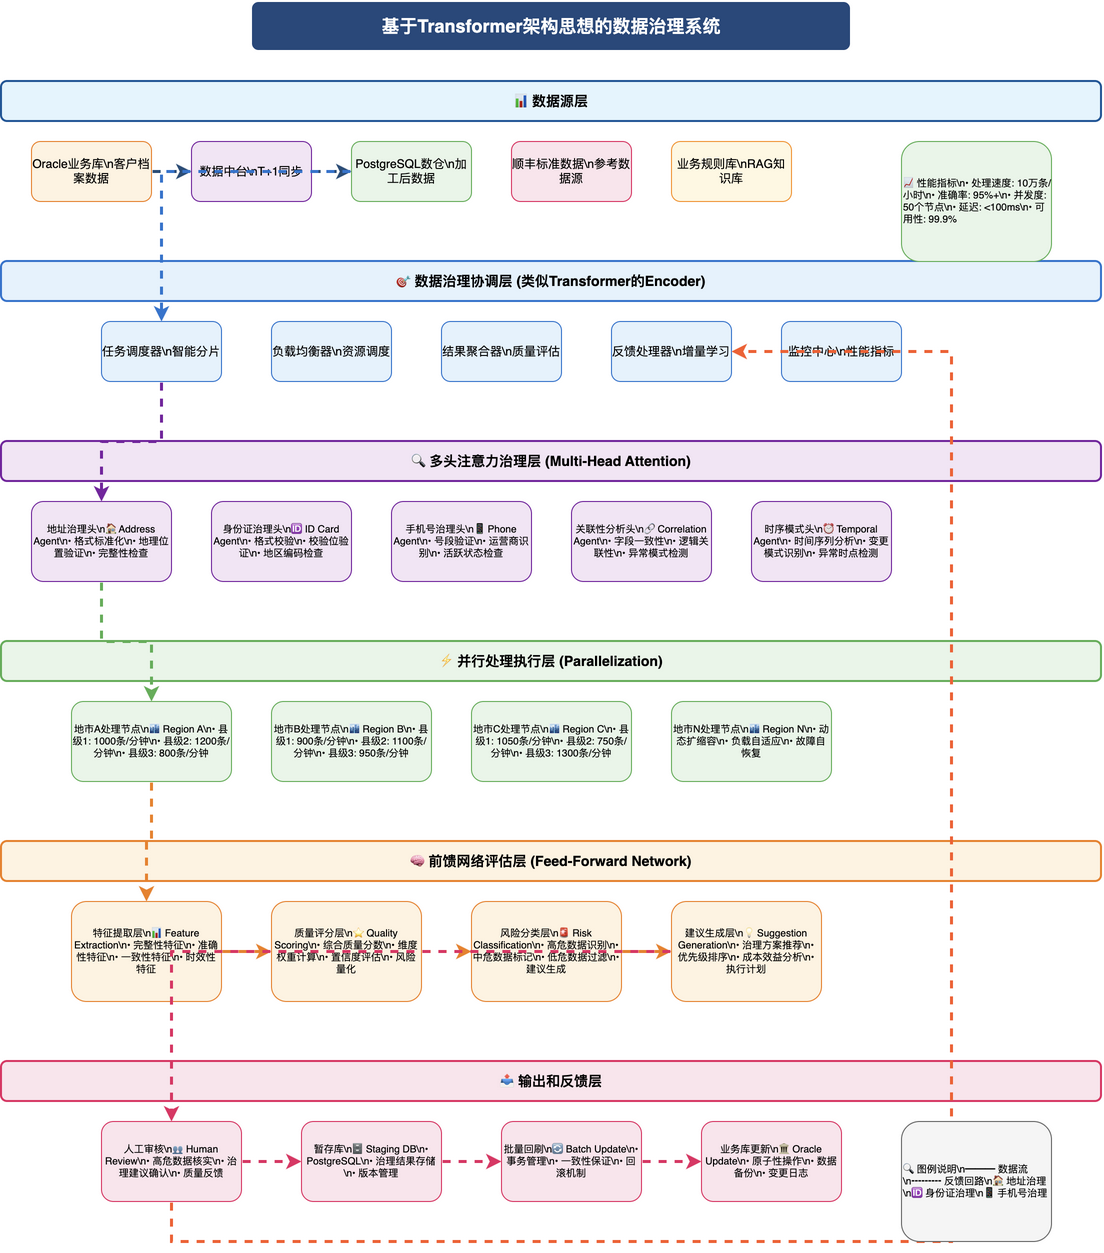 基于Transformer架构思想的数据治理系统
📊 数据源层
Oracle业务库\n客户档
案数据
数据中台\nT+1同步
PostgreSQL数仓\n加
工后数据
顺丰标准数据\n参考数
据源
业务规则库\nRAG知
识库
📈 性能指标\n• 处理速度: 10万条/
小时\n• 准确率: 95%+\n• 并发度:
50个节点\n• 延迟: <100ms\n• 可
用性: 99.9%
🎯 数据治理协调层 (类似Transformer的Encoder)
任务调度器\n智能分片
负载均衡器\n资源调度
结果聚合器\n质量评估
反馈处理器\n增量学习
监控中心\n性能指标
🔍 多头注意力治理层 (Multi-Head Attention)
地址治理头\n🏠 Address
Agent\n• 格式标准化\n• 地理位
置验证\n• 完整性检查
身份证治理头\n🆔 ID Card
Agent\n• 格式校验\n• 校验位验
证\n• 地区编码检查
手机号治理头\n📱 Phone
Agent\n• 号段验证\n• 运营商识
别\n• 活跃状态检查
关联性分析头\n🔗 Correlation
Agent\n• 字段一致性\n• 逻辑关
联性\n• 异常模式检测
时序模式头\n⏰ Temporal
Agent\n• 时间序列分析\n• 变更
模式识别\n• 异常时点检测
⚡ 并行处理执行层 (Parallelization)
地市A处理节点\n🏙️ Region A\n• 县
级1: 1000条/分钟\n• 县级2: 1200条/
分钟\n• 县级3: 800条/分钟
地市B处理节点\n🏙️ Region B\n• 县
级1: 900条/分钟\n• 县级2: 1100条/
分钟\n• 县级3: 950条/分钟
地市C处理节点\n🏙️ Region C\n• 县
级1: 1050条/分钟\n• 县级2: 750条/
分钟\n• 县级3: 1300条/分钟
地市N处理节点\n🏙️ Region N\n• 动
态扩缩容\n• 负载自适应\n• 故障自
恢复
🧠 前馈网络评估层 (Feed-Forward Network)
特征提取层\n📊 Feature
Extraction\n• 完整性特征\n• 准确
性特征\n• 一致性特征\n• 时效性
特征
质量评分层\n⭐ Quality
Scoring\n• 综合质量分数\n• 维度
权重计算\n• 置信度评估\n• 风险
量化
风险分类层\n🚨 Risk
Classification\n• 高危数据识别\n•
中危数据标记\n• 低危数据过滤\n•
建议生成
建议生成层\n💡 Suggestion
Generation\n• 治理方案推荐\n•
优先级排序\n• 成本效益分析\n•
执行计划
📤 输出和反馈层
人工审核\n👥 Human
Review\n• 高危数据核实\n• 治
理建议确认\n• 质量反馈
暂存库\n🗄️ Staging DB\n•
PostgreSQL\n• 治理结果存储
\n• 版本管理
批量回刷\n🔄 Batch Update\n•
事务管理\n• 一致性保证\n• 回
滚机制
业务库更新\n🏛️ Oracle
Update\n• 原子性操作\n• 数据
备份\n• 变更日志
🔍 图例说明\n━━━━ 数据流
\n--------- 反馈回路\n🏠 地址治理
\n🆔 身份证治理\n📱 手机号治理